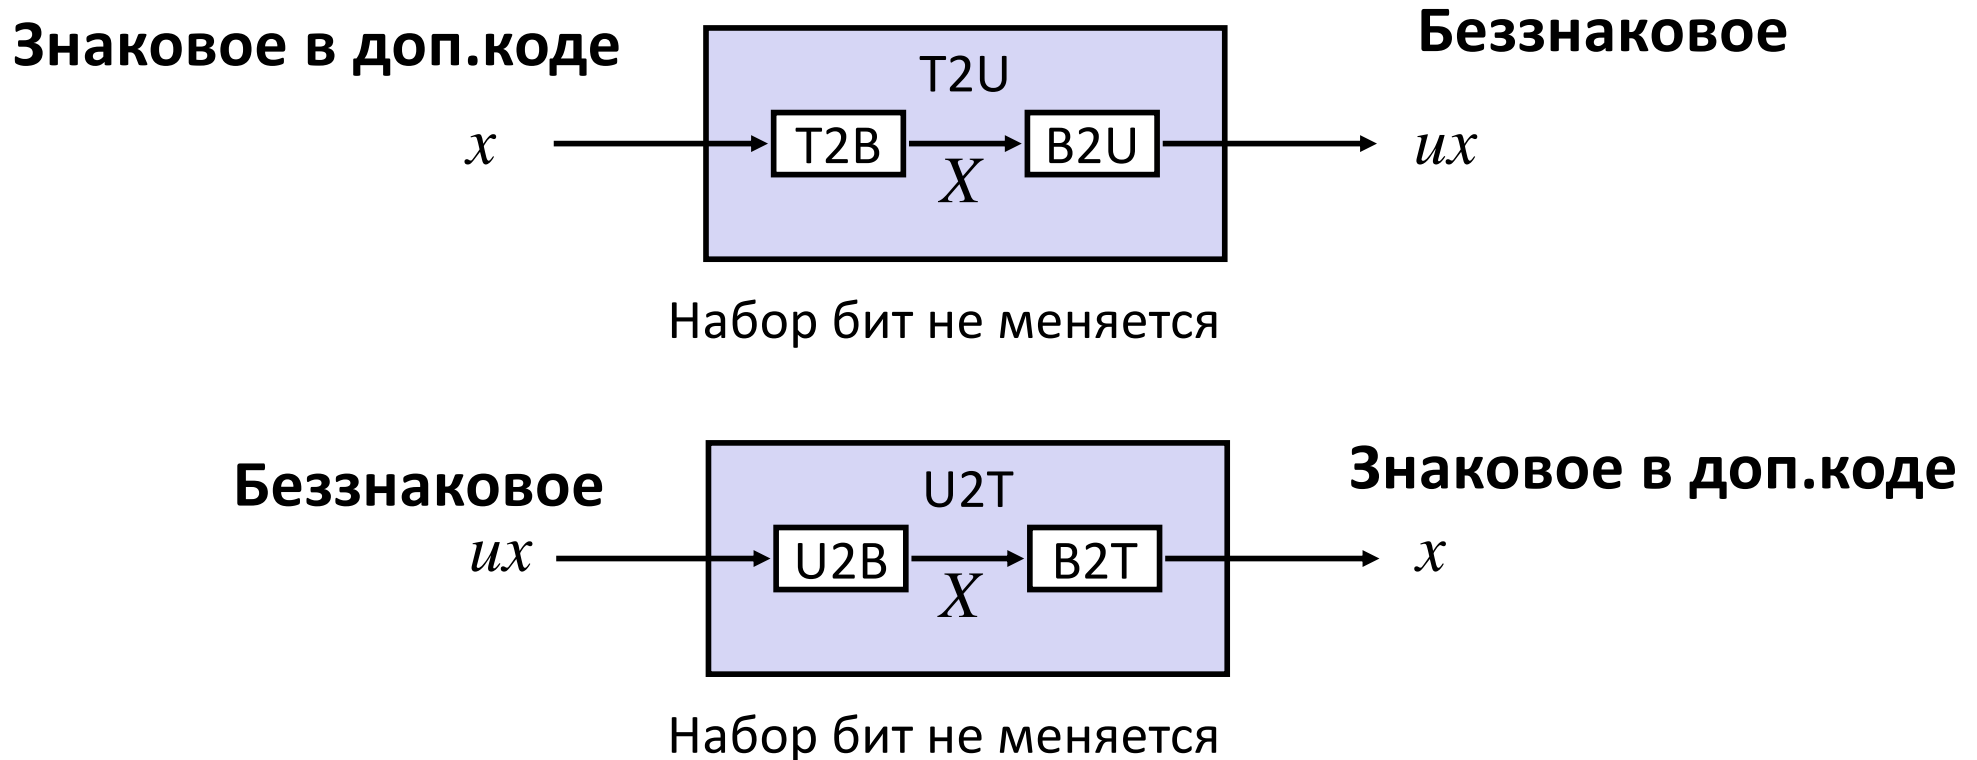 Знаковое в доп.коде
Беззнаковое
T2U
x
T2B
X
B2U
ux
Набор бит не меняется
Беззнаковое
Знаковое в доп.коде
U2T
ux
U2B
X
B2T
x
Набор бит не меняется